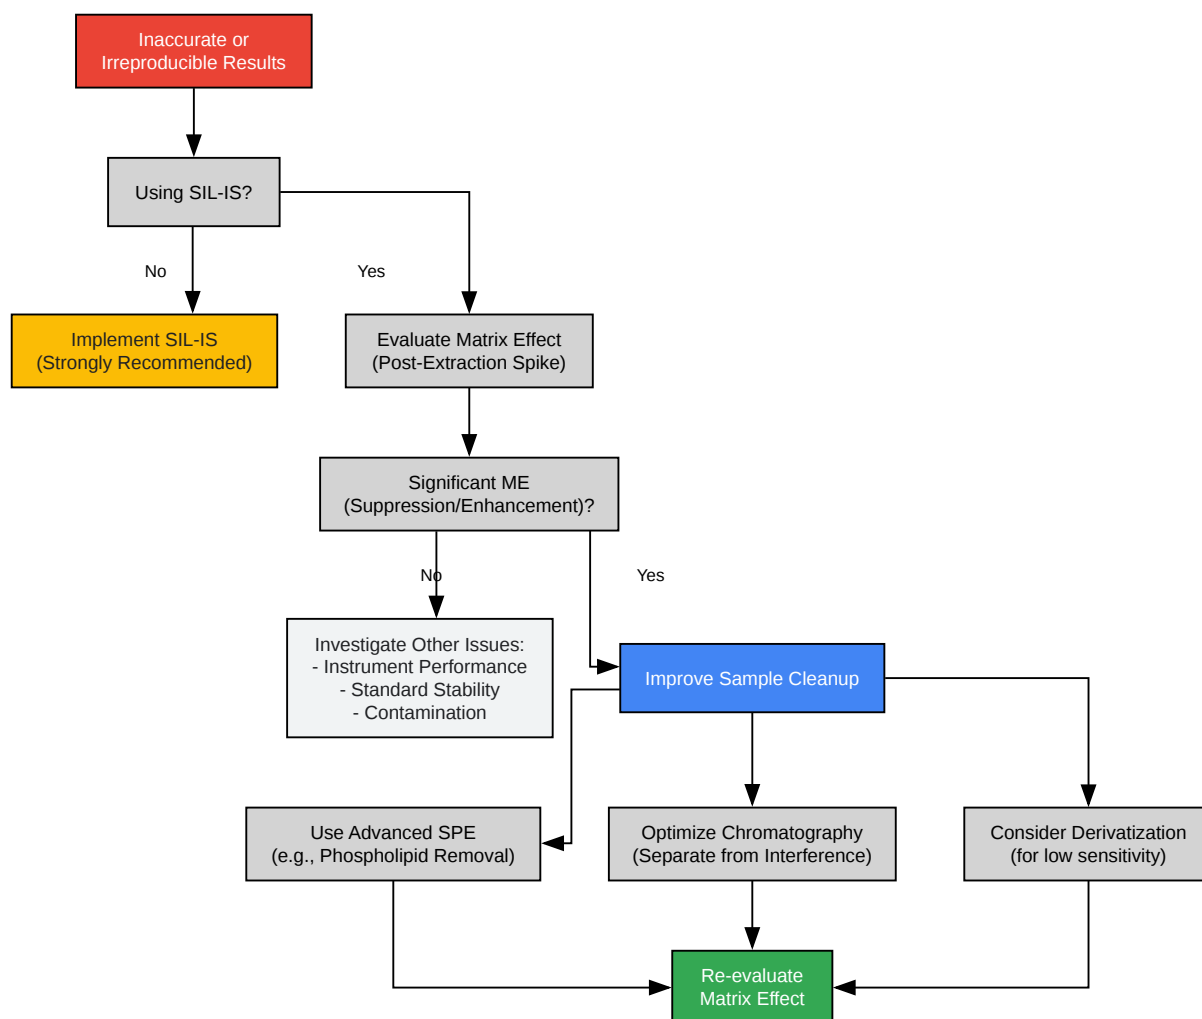 Inaccurate or
Irreproducible Results
Using SIL-IS?
No
Yes
Implement SIL-IS
(Strongly Recommended)
Evaluate Matrix Effect
(Post-Extraction Spike)
Significant ME
(Suppression/Enhancement)?
No
Yes
Investigate Other Issues:
- Instrument Performance
- Standard Stability
- Contamination
Improve Sample Cleanup
Use Advanced SPE
(e.g., Phospholipid Removal)
Optimize Chromatography
(Separate from Interference)
Consider Derivatization
(for low sensitivity)
Re-evaluate
Matrix Effect